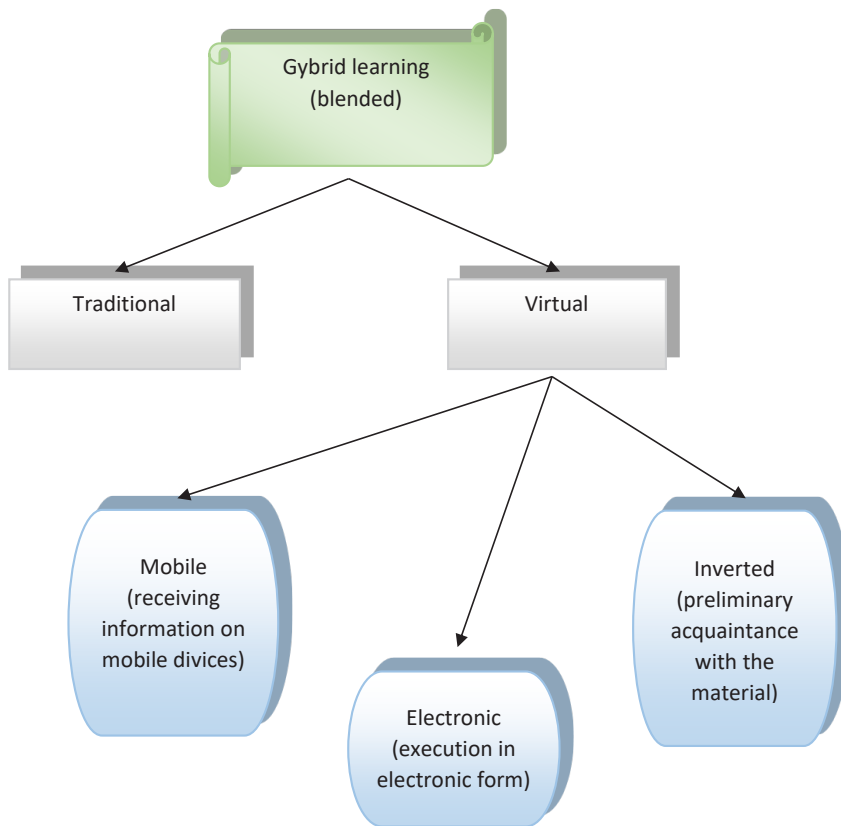 Gybrid learning
(blended)
Traditional
Virtual
Mobile
(receiving
information on
mobile divices)
Electronic
(execution in
electronic form)
Inverted
(preliminary
acquaintance
with the
material)